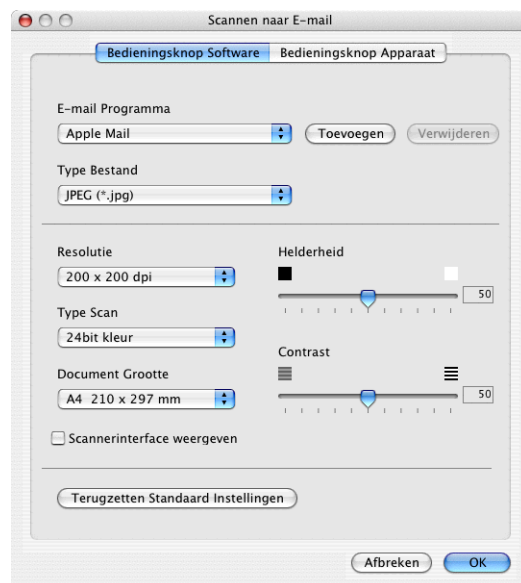 Scannen naar E-mail
Bedieningsknop Software Bedieningsknop Apparaat
E-mail Programma
Apple Mail Toevoegen Verwijderen
Type Bestand
JPEG (*.jpg)
Resolutie
200 x 200 dpi
Type Scan
24bit kleur
Document Grootte
A4 210 x 297 mm
Scannerinterface weergeven
Helderheid
50
Contrast
50
Terugzetten Standaard Instellingen
Afbreken OK